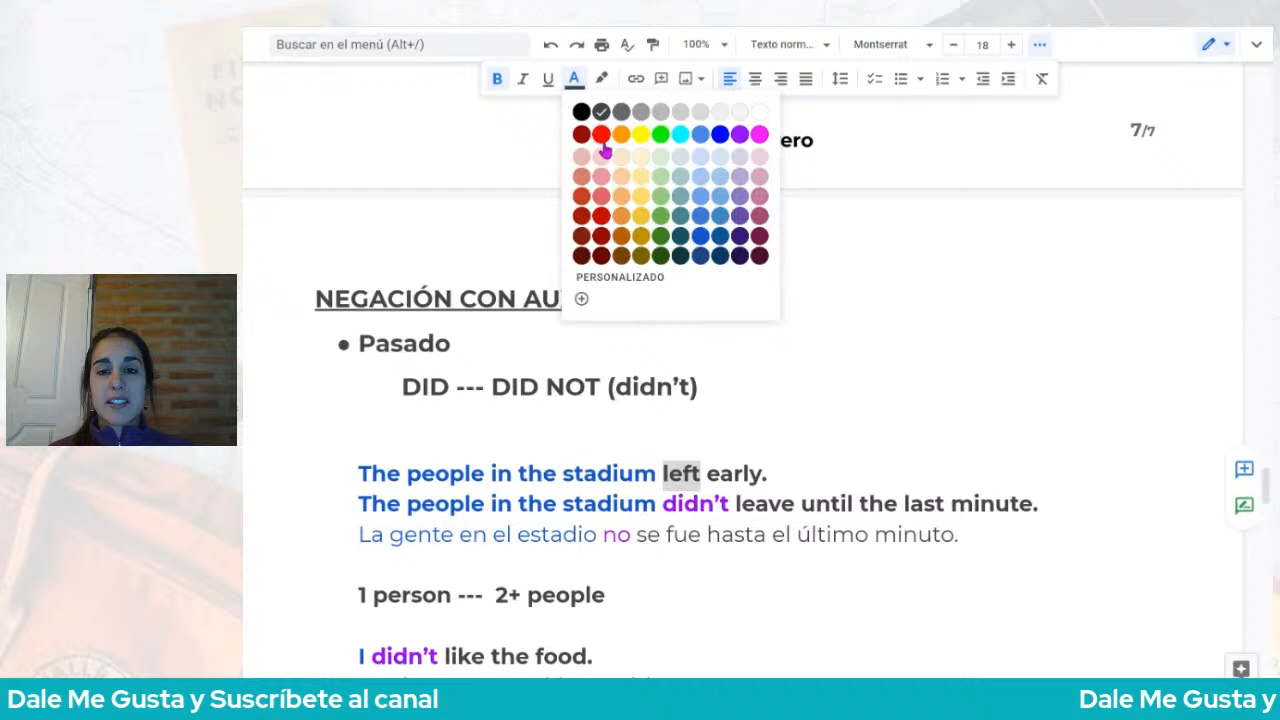 Buscar en el menú (Alt+/)
100%
Texto norm...
Montserrat
18
B I U A
ero
7/7
PERSONALIZADO
NEGACIÓN CON AU
● Pasado
DID --- DID NOT (didn’t)
The people in the stadium left early.
The people in the stadium didn’t leave until the last minute.
La gente en el estadio no se fue hasta el último minuto.
1 person --- 2+ people
I didn’t like the food.
Dale Me Gusta y Suscríbete al canal
Dale Me Gusta y